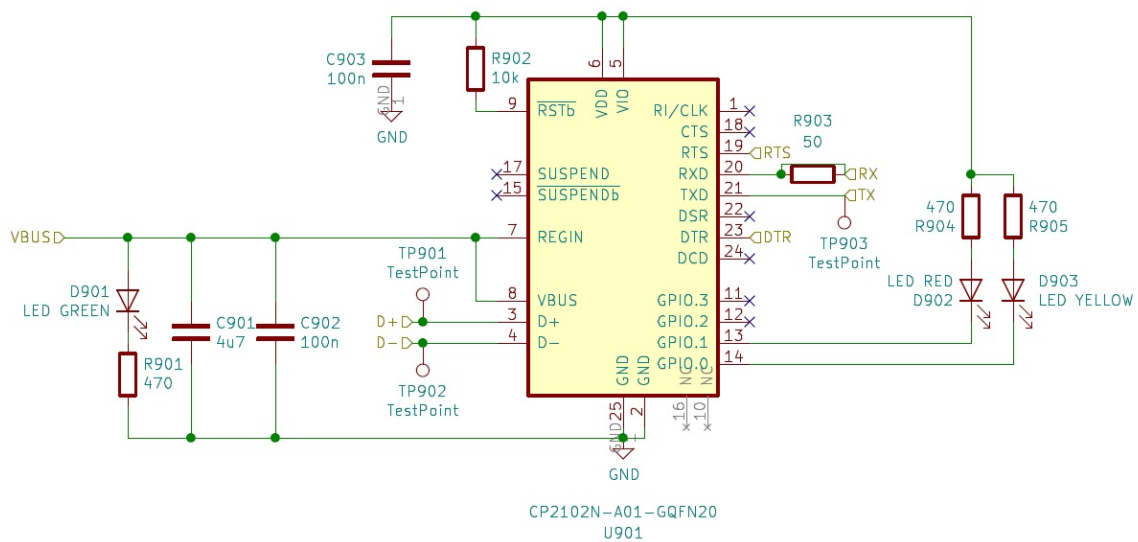 C903
100n
GND
1
GND
R902
10k
6
5
VDD
VIO
9
RSTb
17
SUSPEND
15
SUSPENDb
7
REGIN
8
VBUS
3
D+
4
D-
RI/CLK
1
CTS
18
RTS
19
RTS
RXD
20
TXD
21
DSR
22
DTR
23
DTR
DCD
24
GPIO.3
11
GPIO.2
12
GPIO.1
13
GPIO.0
14
R903
50
RX
TX
TP903
TestPoint
470
R904
470
R905
LED RED
D902
D903
LED YELLOW
VBUS
D901
LED GREEN
R901
470
C901
4u7
C902
100n
TP901
TestPoint
D+
D-
TP902
TestPoint
GND
GND
NC
NC
25
2
16
10
GND
GND
CP2102N-A01-GQFN20
U901